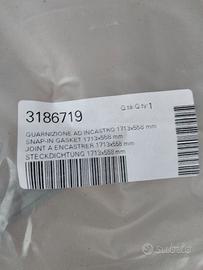 3186719
Q.ta Q.ty 1
GUARNIZIONE AD INCASTRO 1713x558 mm
SNAP-IN GASKET 1713x558 mm
JOINT A ENCASTRER 1713x558 mm
STECKDICHTUNG 1713x558 mm
subito